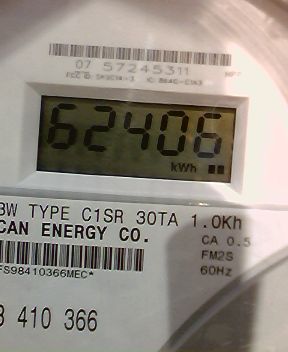 07 57245311
62406
kWh
3W TYPE C1SR 30TA 1.0Kh
CAN ENERGY CO.
CA 0.5
FM2S
FS98410366MEC*
60Hz
410 366